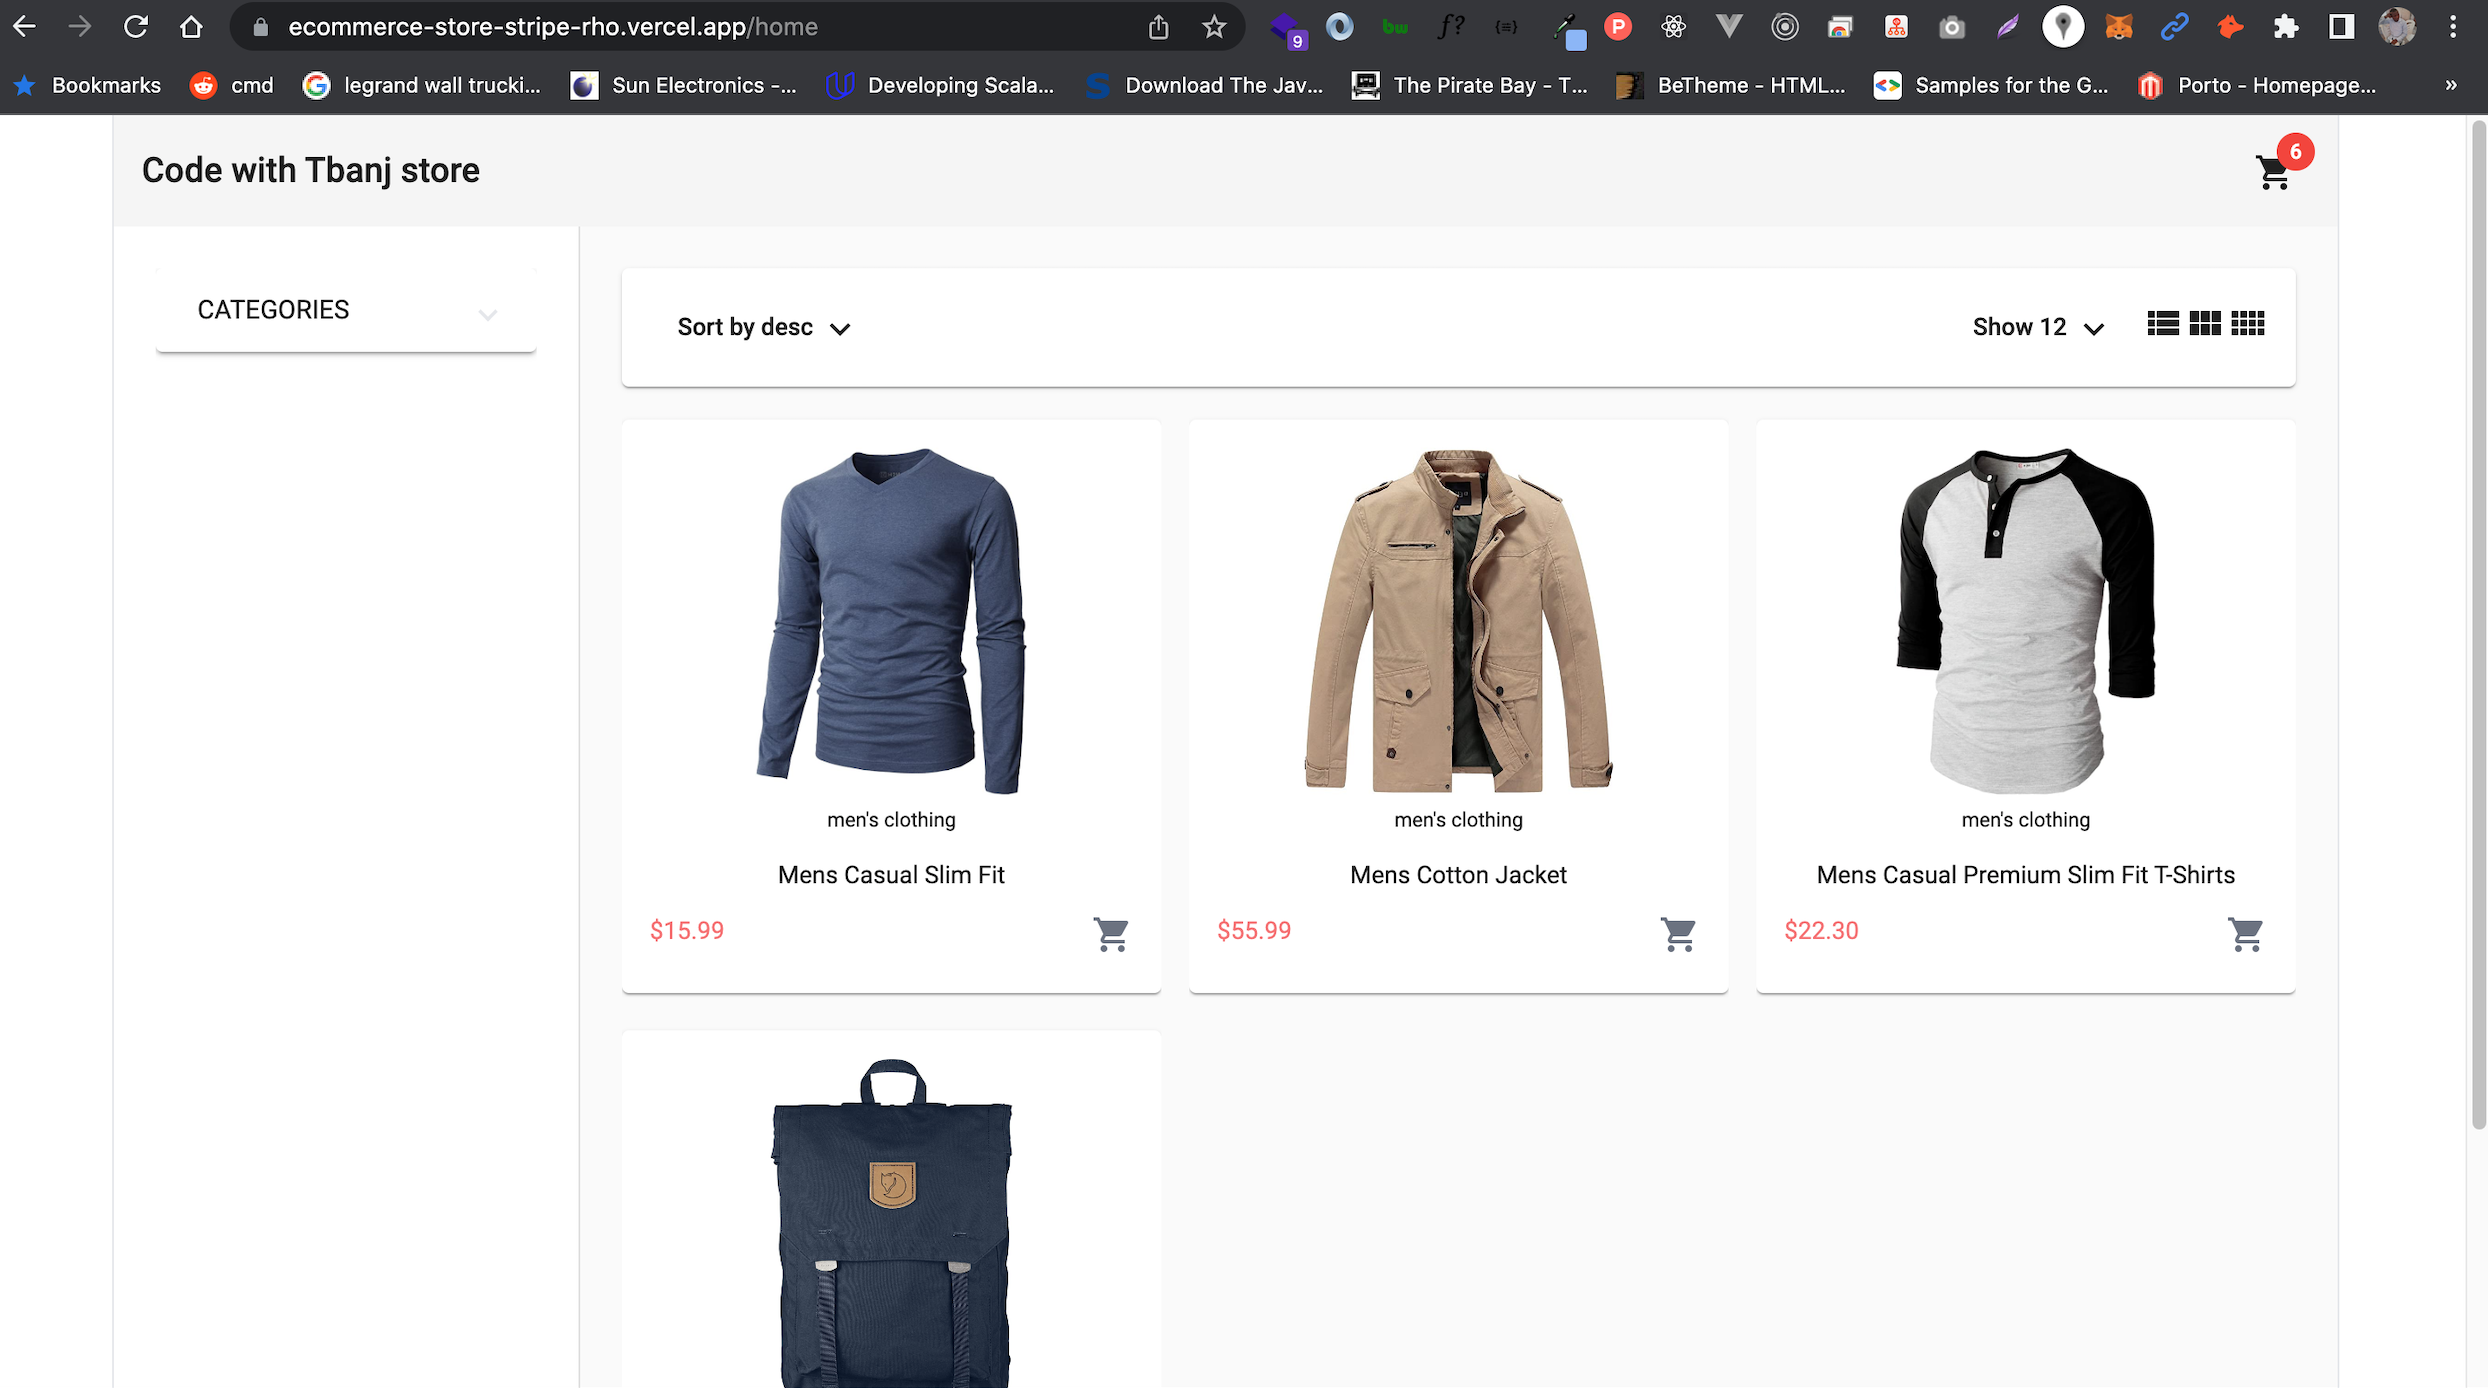 ecommerce-store-stripe-rho.vercel.app/home
9
bw
f?
{≡}
P
Bookmarks
cmd
legrand wall trucki...
Sun Electronics -...
Developing Scala...
Download The Jav...
The Pirate Bay - T...
BeTheme - HTML...
Samples for the G...
Porto - Homepage...
»
Code with Tbanj store
6
CATEGORIES
Sort by desc
Show 12
men's clothing
Mens Casual Slim Fit
$15.99
men's clothing
Mens Cotton Jacket
$55.99
men's clothing
Mens Casual Premium Slim Fit T-Shirts
$22.30